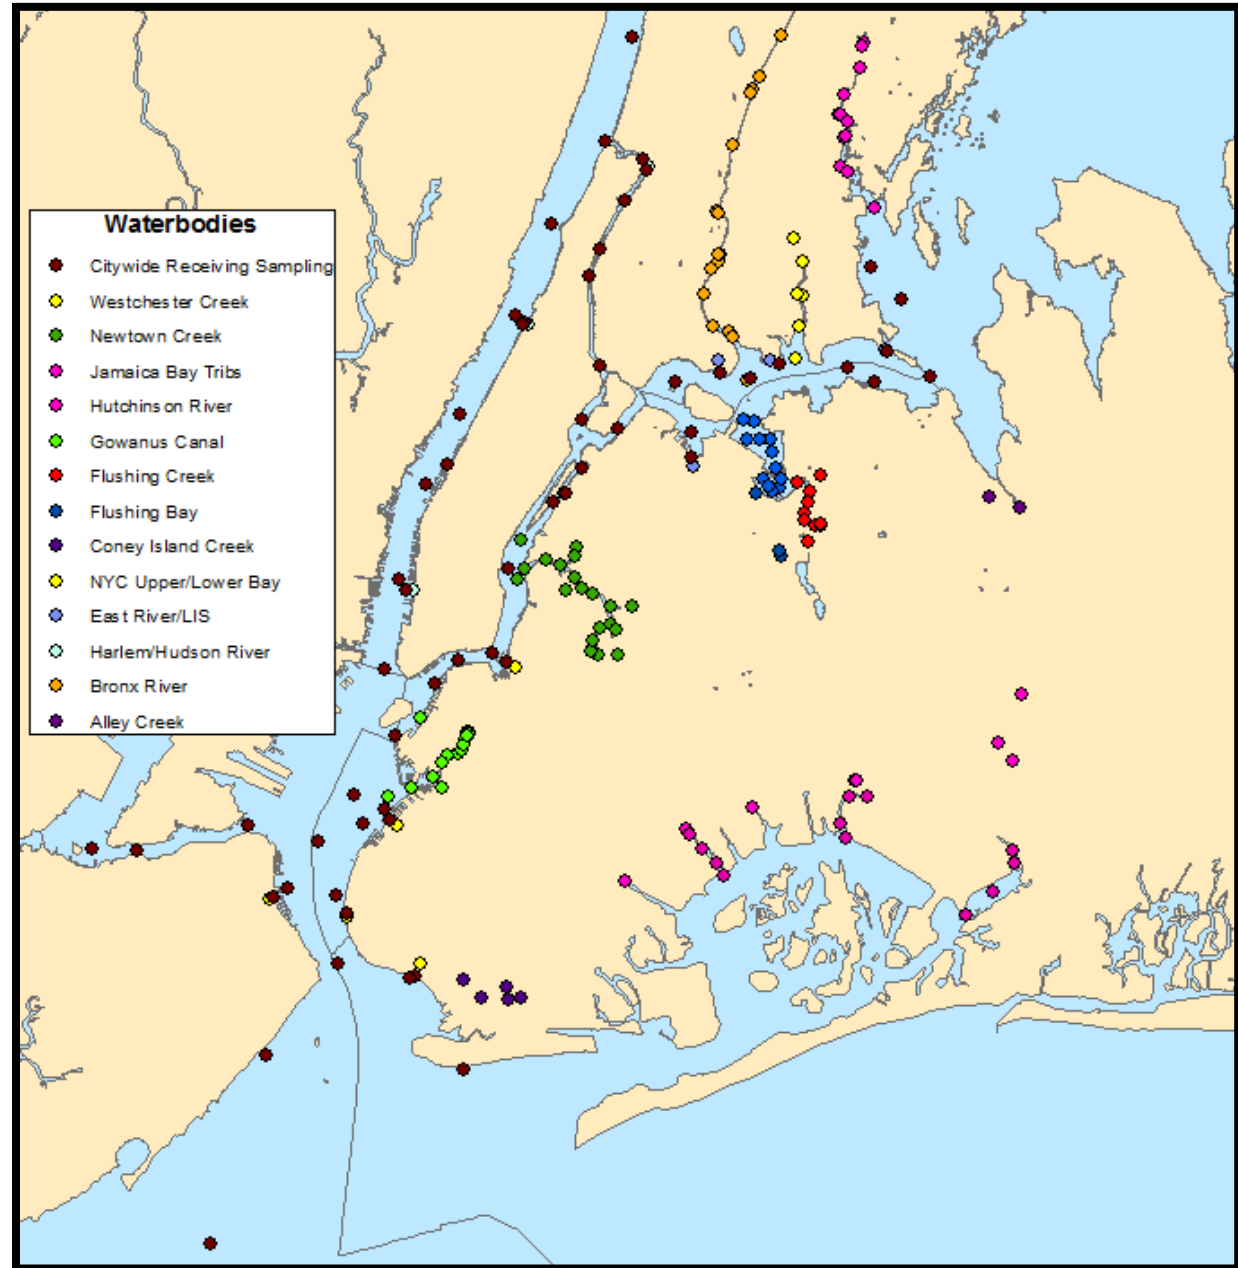 Waterbodies
Citywide Receiving Sampling
Westchester Creek
Newtown Creek
Jamaica Bay Tribs
Hutchinson River
Gowanus Canal
Flushing Creek
Flushing Bay
Coney Island Creek
NYC Upper/Lower Bay
East River/LIS
Harlem/Hudson River
Bronx River
Alley Creek